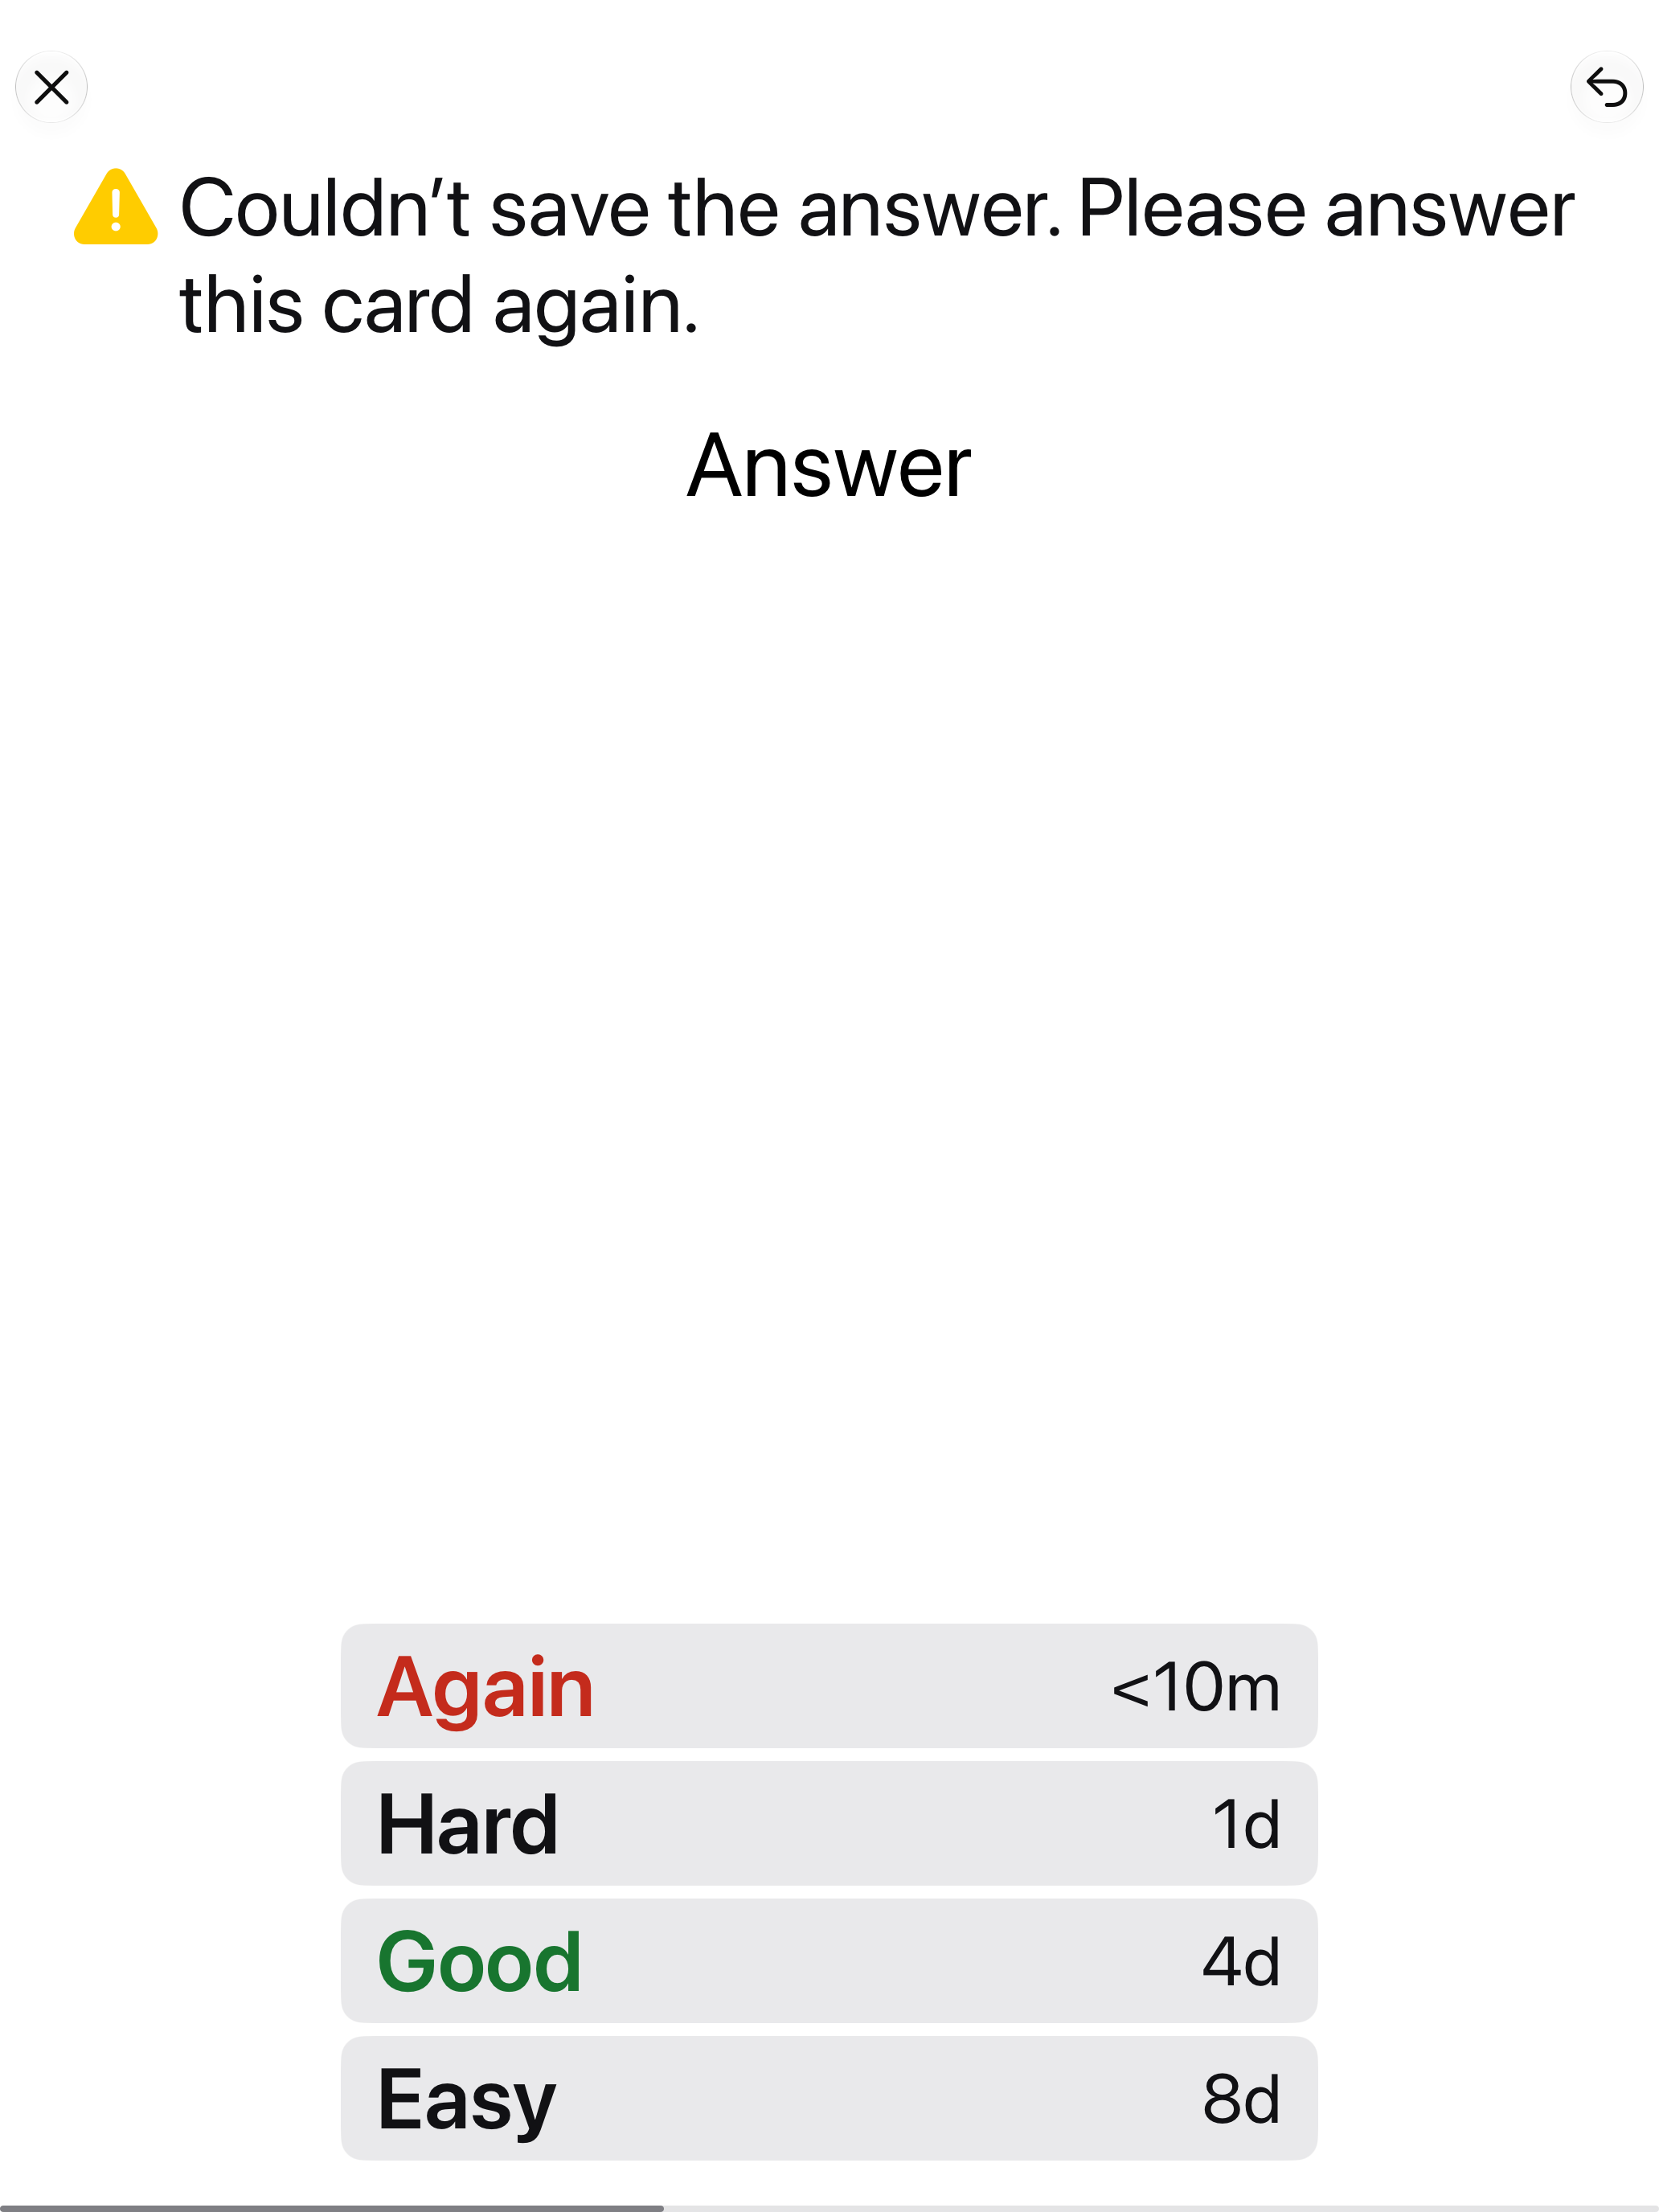 Couldn’t save the answer. Please answer
this card again.
Answer
Again <10m
Hard 1d
Good 4d
Easy 8d